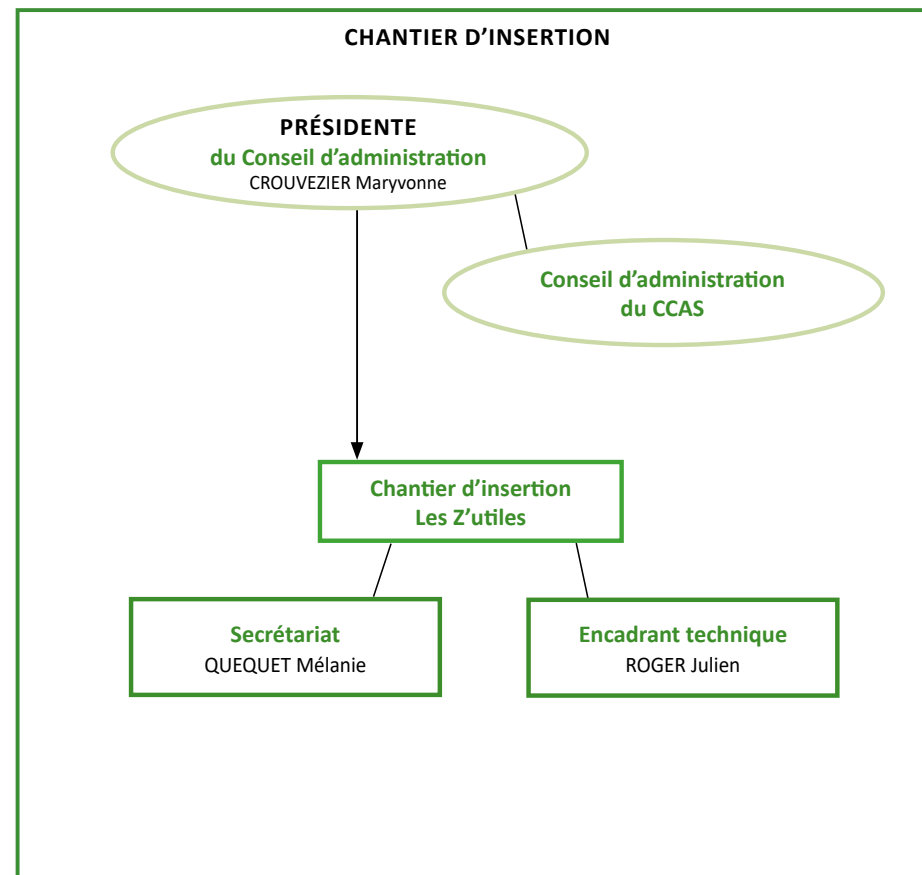 CHANTIER D’INSERTION
PRÉSIDENTE
du Conseil d’administration
CROUVEZIER Maryvonne
Conseil d’administration
du CCAS
Chantier d’insertion
Les Z’utiles
Secrétariat
QUEQUET Mélanie
Encadrant technique
ROGER Julien